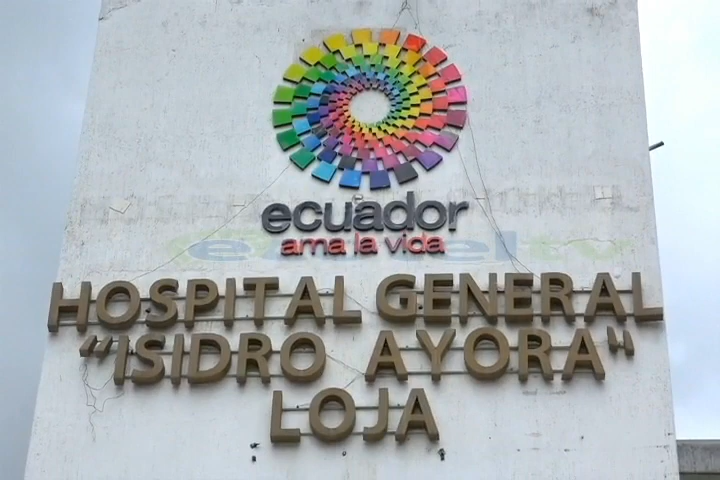 ecuador
ama la vida
HOSPITAL GENERAL
"ISIDRO AYORA"
LOJA